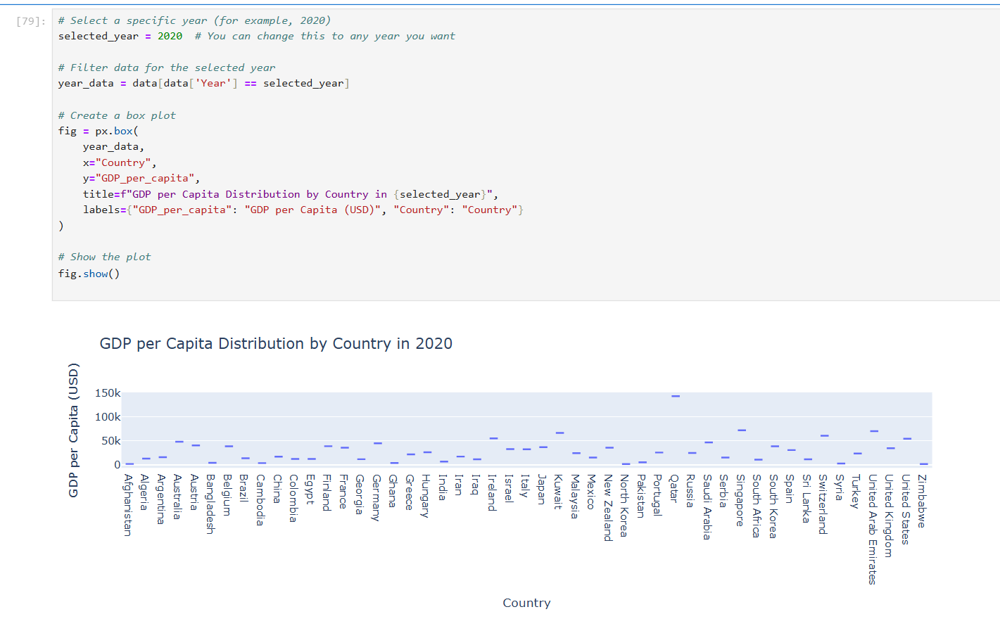 [79]:
# Select a specific year (for example, 2020)
selected_year = 2020  # You can change this to any year you want
# Filter data for the selected year
year_data = data[data['Year'] == selected_year]
# Create a box plot
fig = px.box(
    year_data,
    x="Country",
    y="GDP_per_capita",
    title=f"GDP per Capita Distribution by Country in {selected_year}",
    labels={"GDP_per_capita": "GDP per Capita (USD)", "Country": "Country"}
)
# Show the plot
fig.show()
GDP per Capita Distribution by Country in 2020
GDP per Capita (USD)
150k
100k
50k
0
Afghanistan
Algeria
Argentina
Australia
Austria
Bangladesh
Belgium
Brazil
Cambodia
China
Colombia
Egypt
Finland
France
Georgia
Germany
Ghana
Greece
Hungary
India
Iran
Iraq
Ireland
Israel
Italy
Japan
Kuwait
Malaysia
Mexico
New Zealand
North Korea
Pakistan
Portugal
Qatar
Russia
Saudi Arabia
Serbia
Singapore
South Africa
South Korea
Spain
Sri Lanka
Switzerland
Syria
Turkey
United Arab Emirates
United Kingdom
United States
Zimbabwe
Country